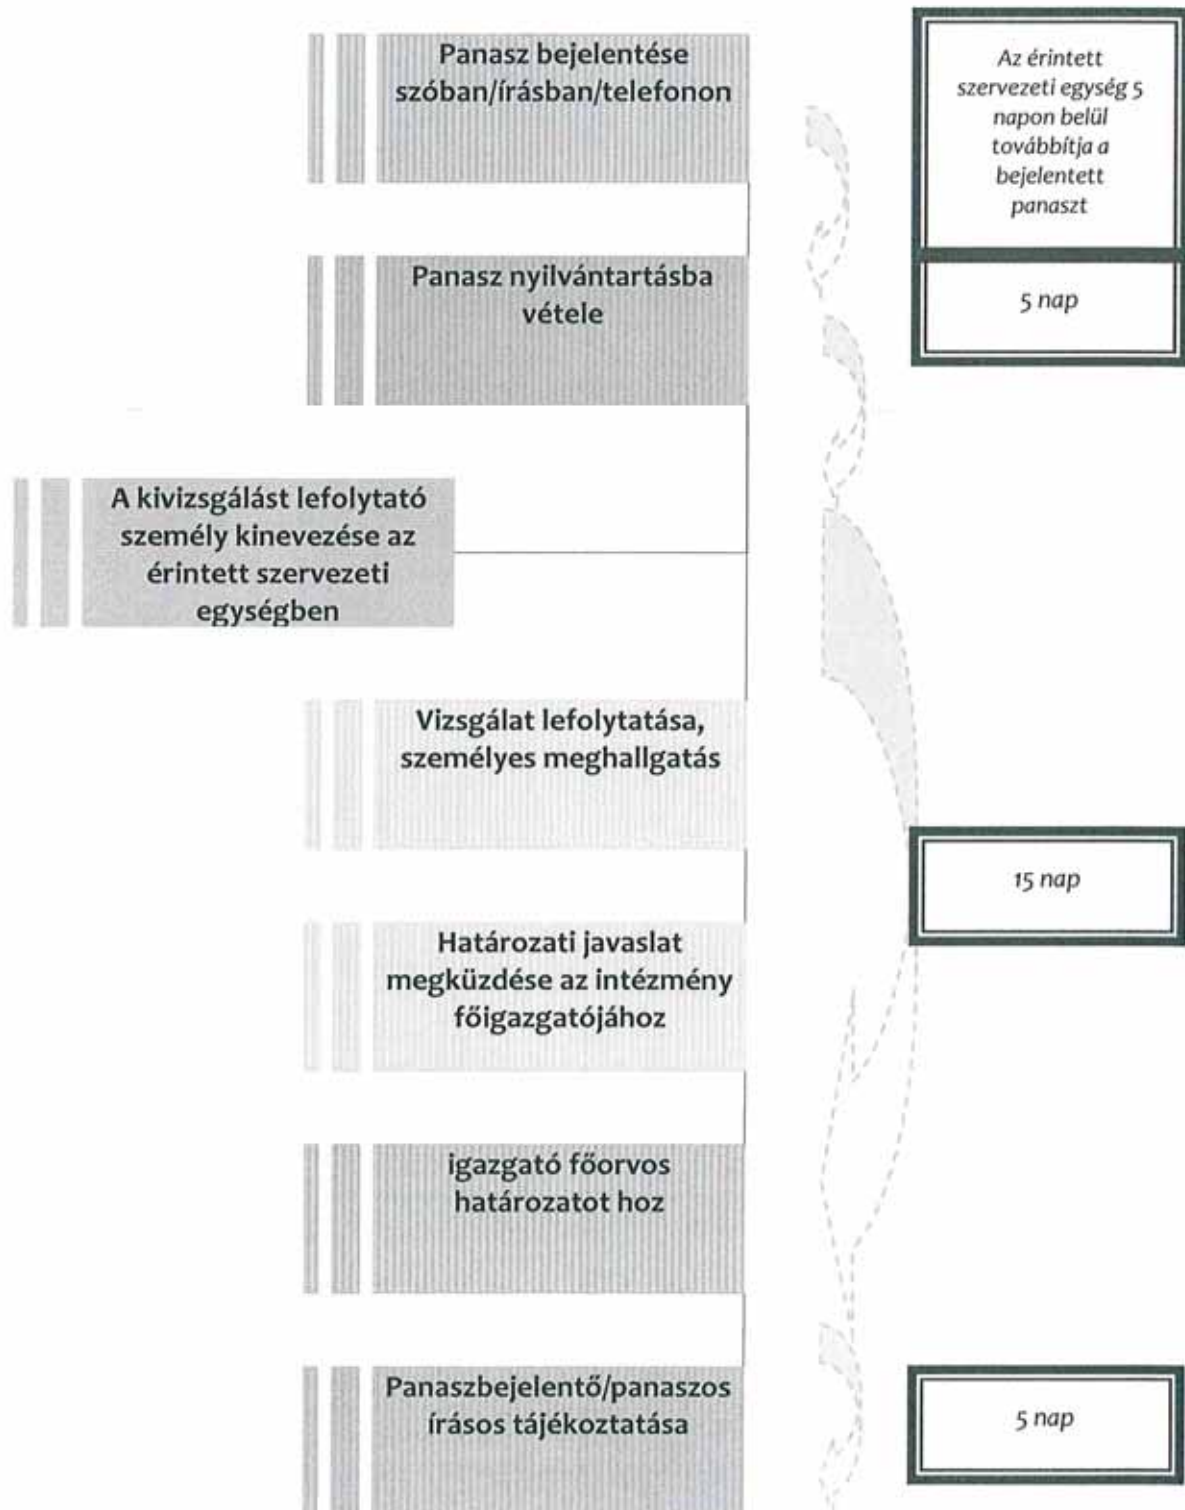 Panasz bejelentése
szóban/írásban/telefonon
Az érintett
szervezeti egység 5
napon belül
továbbítja a
bejelentett
panaszt
Panasz nyilvántartásba
vétele
5 nap
A kivizsgálást lefolytató
személy kinevezése az
érintett szervezeti
egységben
Vizsgálat lefolytatása,
személyes meghallgatás
15 nap
Határozati javaslat
megküzdése az intézmény
főigazgatójához
igazgató főorvos
határozatot hoz
Panaszbejelentő/panaszos
írásos tájékoztatása
5 nap